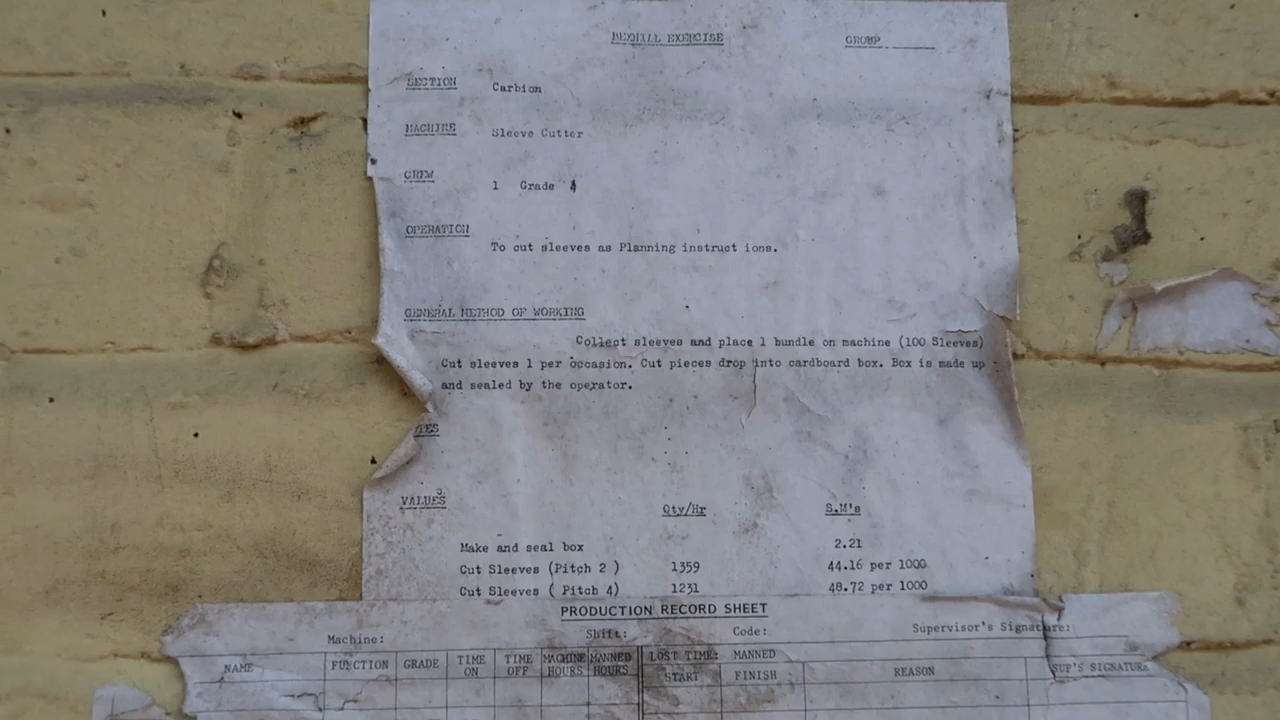 BEXHILL EXERCISE GROUP
SECTION Carbion
MACHINE Sleeve Cutter
CREW 1 Grade 4
OPERATION
To cut sleeves as Planning instruct ions.
GENERAL METHOD OF WORKING
Collect sleeves and place 1 bundle on machine (100 Sleeves)
Cut sleeves 1 per occasion. Cut pieces drop into cardboard box. Box is made up
and sealed by the operator.
VALUES Qty/Hr S.M's
Make and seal box 2.21
Cut Sleeves (Pitch 2 ) 1359 44.16 per 1000
Cut Sleeves ( Pitch 4) 1231 48.72 per 1000
PRODUCTION RECORD SHEET
Machine: Shift: Code: Supervisor's Signature:
NAME FUNCTION GRADE TIME ON TIME OFF MACHINE HOURS MANNED HOURS LOST TIME: MANNED
START FINISH REASON SUP'S SIGNATURE